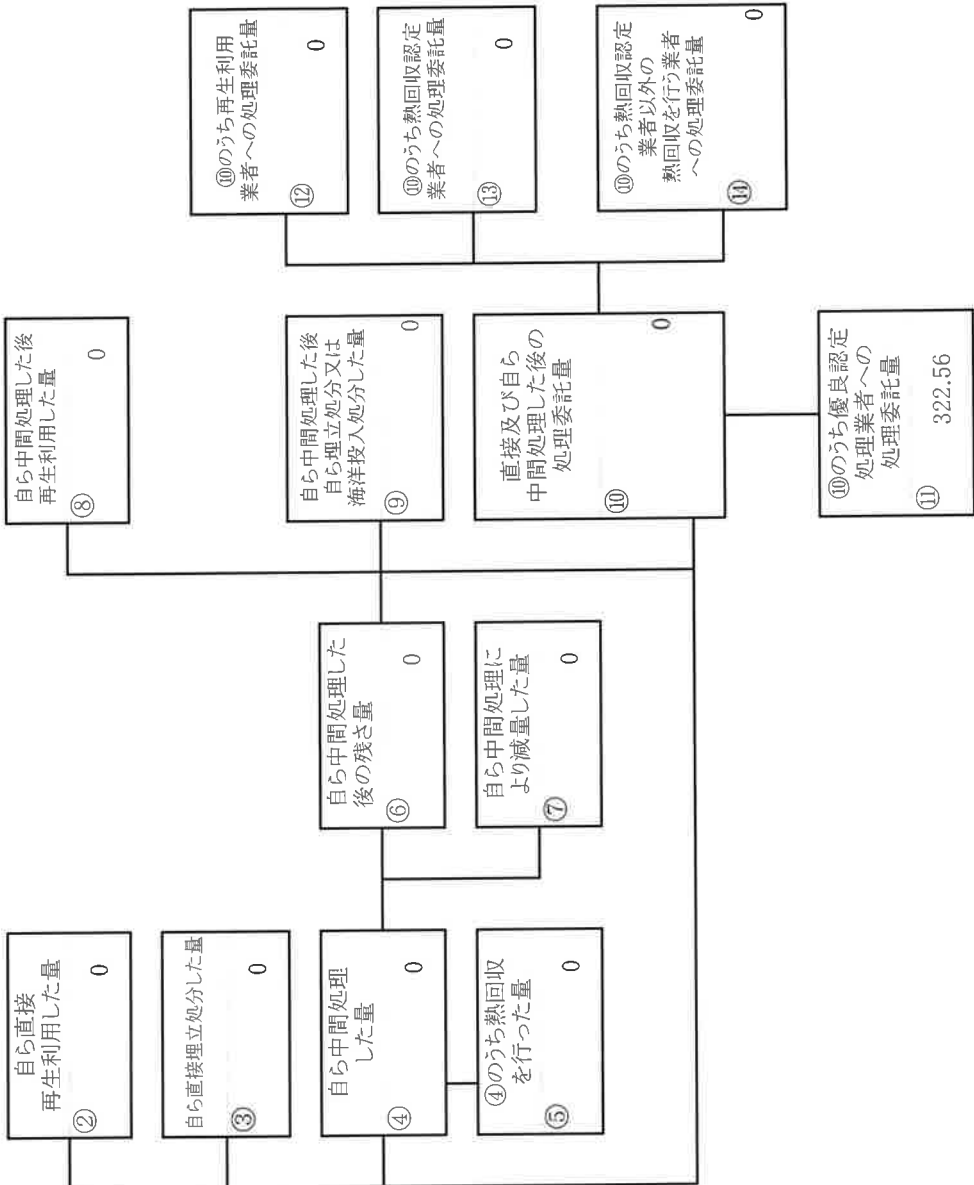 自ら直接
再生利用した量
②
0
自ら直接埋立処分した量
③
0
自ら中間処理
した量
④
0
④のうち熱回収
を行った量
⑤
0
自ら中間処理した
後の残さ量
⑥
0
自ら中間処理に
より減量した量
⑦
0
自ら中間処理した後
再生利用した量
⑧
0
自ら中間処理した後
自ら埋立処分又は
海洋投入処分した量
⑨
0
直接及び自ら
中間処理した後の
処理委託量
⑩
0
⑩のうち優良認定
処理業者への
処理委託量
⑪
322.56
⑩のうち再生利用
業者への処理委託量
⑫
0
⑩のうち熱回収認定
業者への処理委託量
⑬
0
⑩のうち熱回収認定
業者以外の
熱回収を行う業者
への処理委託量
⑭
0